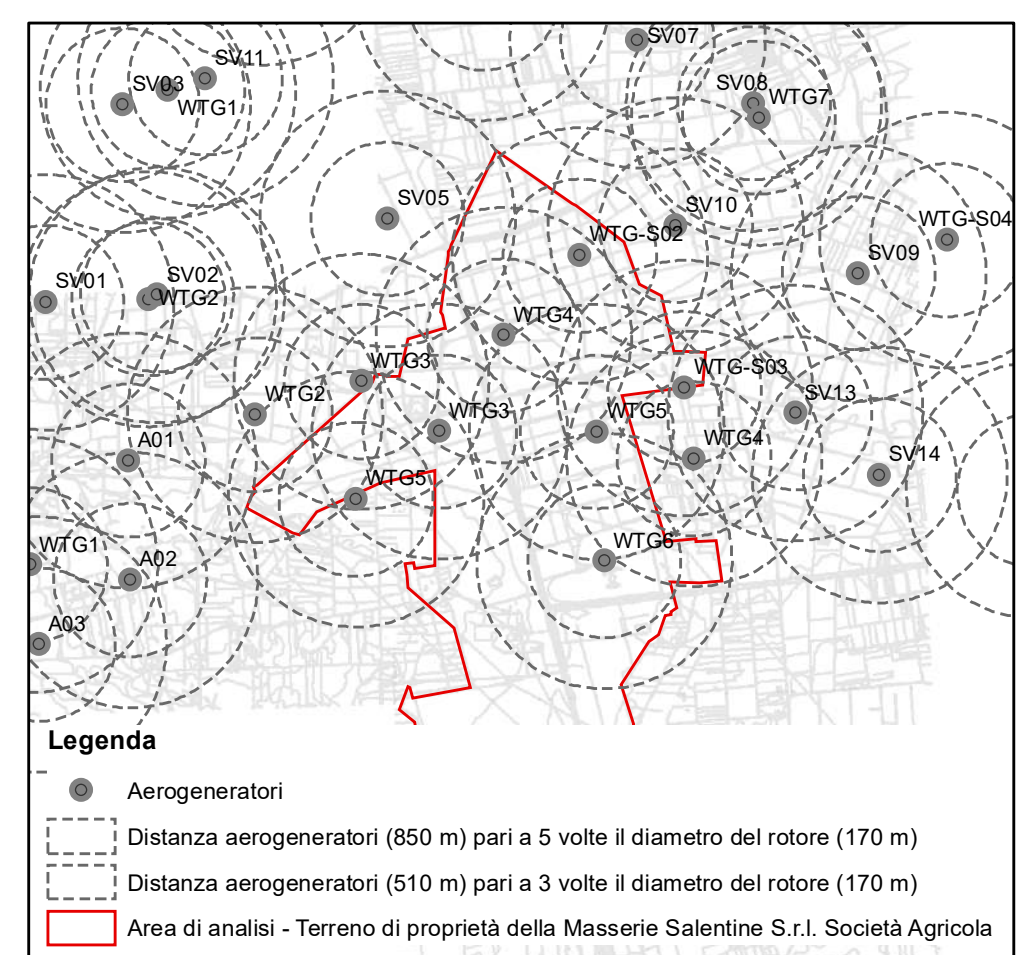 SV07
SV11
SV03
WTG1
SV08
WTG7
SV05
SV10
WTG-S04
WTG-S02
SV09
SV01
SV02
WTG2
WTG4
WTG3
WTG-S03
WTG2
WTG3
WTG5
SV13
A01
WTG4
SV14
WTG5
WTG1
A02
WTG6
A03
Legenda
Aerogeneratori
Distanza aerogeneratori (850 m) pari a 5 volte il diametro del rotore (170 m)
Distanza aerogeneratori (510 m) pari a 3 volte il diametro del rotore (170 m)
Area di analisi - Terreno di proprietà della Masserie Salentine S.r.l. Società Agricola